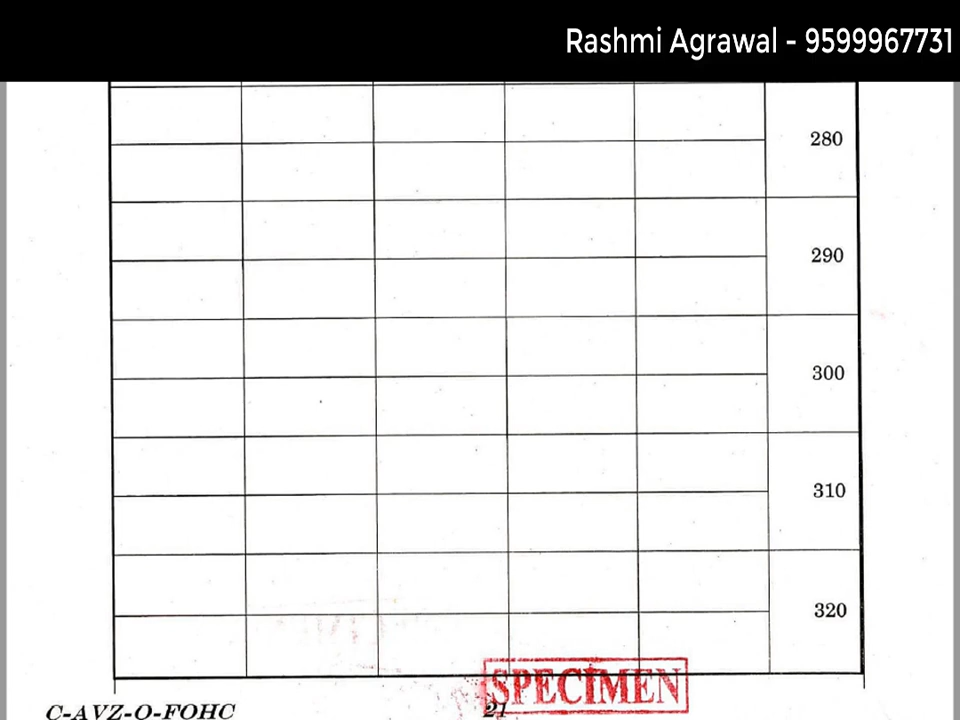 Rashmi Agrawal - 9599967731
280
290
300
310
320
SPECIMEN
C-AVZ-O-FOHC
21